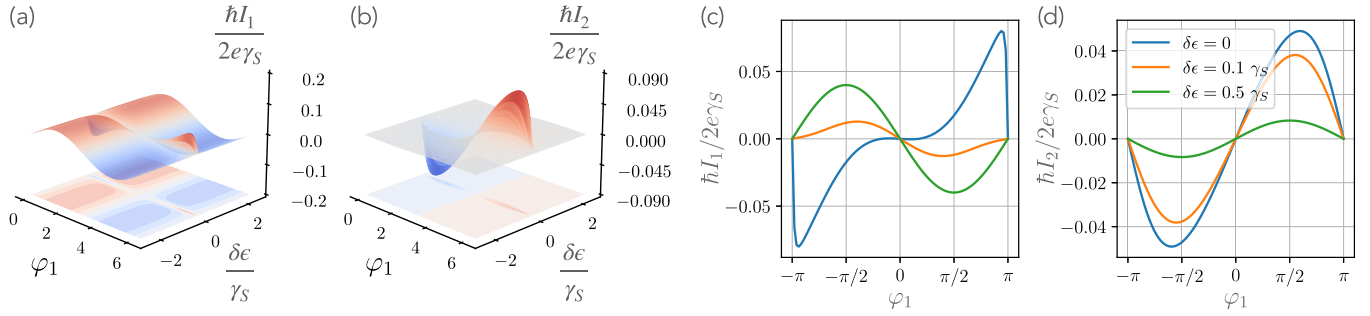 (a)
ħI₁
2eγ_S
0.2
0.1
0.0
−0.1
−0.2
0
2
4
6
φ₁
−2
0
2
δϵ
γ_S
(b)
ħI₂
2eγ_S
0.090
0.045
0.000
−0.045
−0.090
0
2
4
6
φ₁
−2
0
2
δϵ
γ_S
(c)
ħI₁/2eγ_S
0.05
0.00
−0.05
−π
−π/2
0
π/2
π
φ₁
(d)
ħI₂/2eγ_S
0.04
0.02
0.00
−0.02
−0.04
δϵ = 0
δϵ = 0.1 γ_S
δϵ = 0.5 γ_S
−π
−π/2
0
π/2
π
φ₁